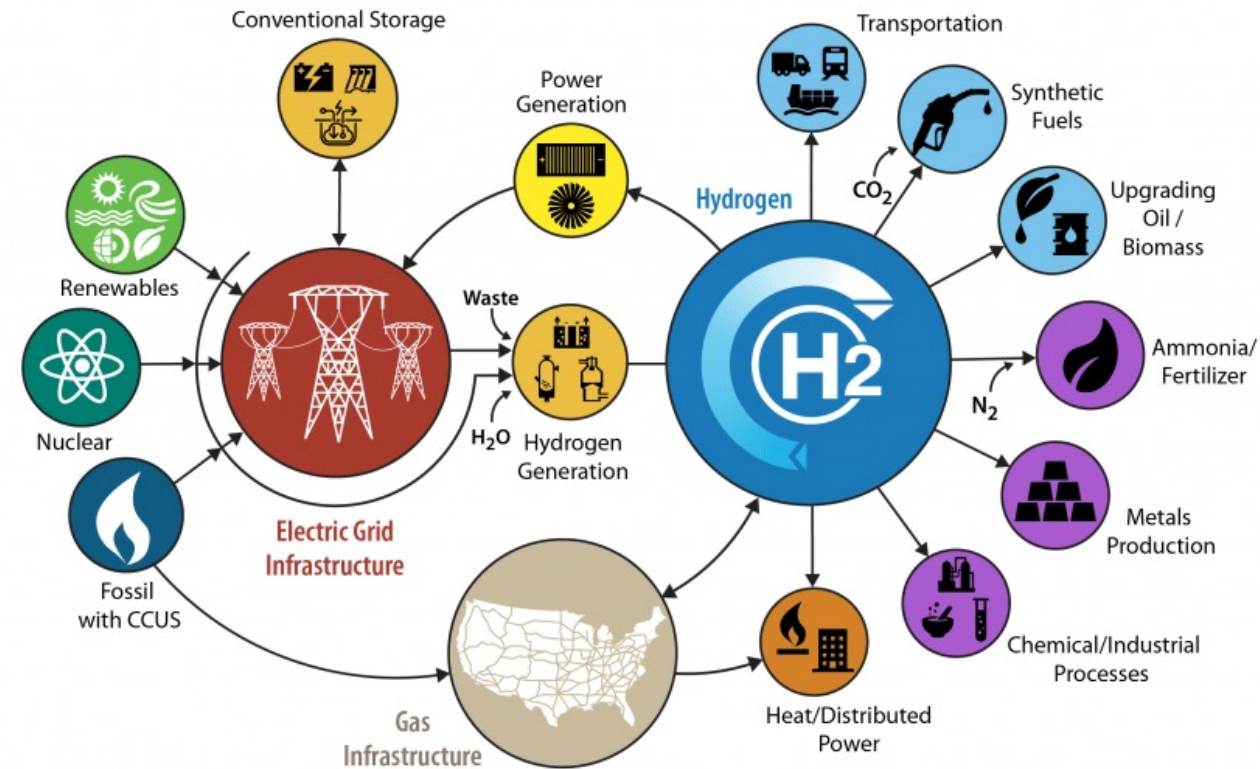 Conventional Storage
Transportation
Power
Generation
Synthetic
Fuels
CO₂
Hydrogen
Upgrading
Oil /
Biomass
Renewables
Waste
H2
Ammonia/
Fertilizer
N₂
Nuclear
H₂O
Hydrogen
Generation
Electric Grid
Infrastructure
Metals
Production
Fossil
with CCUS
Chemical/Industrial
Processes
Gas
Infrastructure
Heat/Distributed
Power